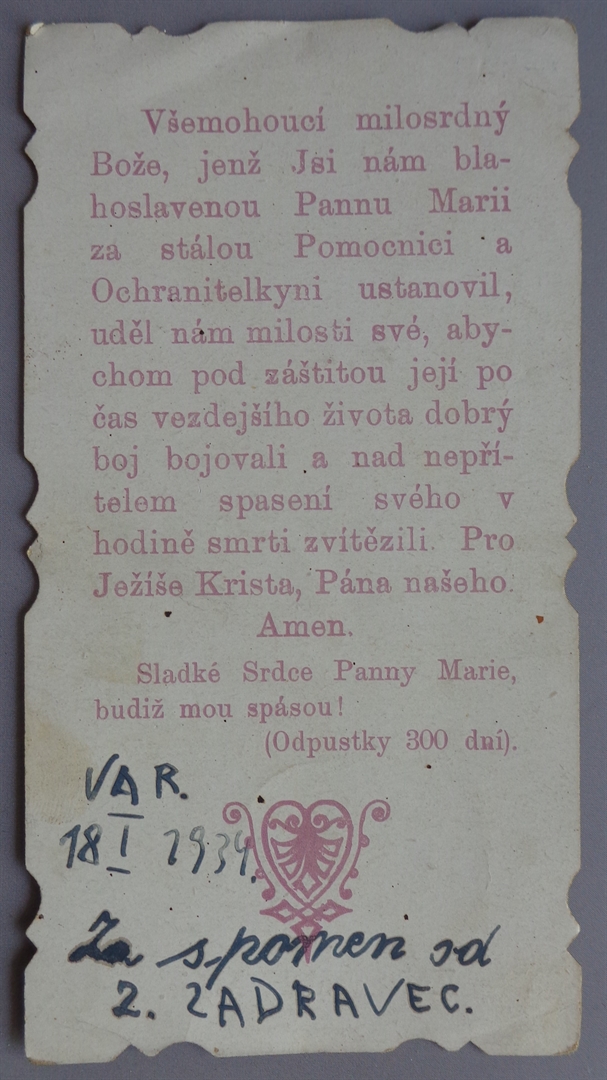 Všemohoucí milosrdný
Bože, jenž Jsi nám bla-
hoslavenou Pannu Marii
za stálou Pomocnici a
Ochranitelkyni ustanovil,
uděl nám milosti své, aby-
chom pod záštitou její po
čas vezdejšího života dobrý
boj bojovali a nad nepří-
telem spasení svého v
hodině smrti zvítězili. Pro
Ježíše Krista, Pána našeho.
Amen.
Sladké Srdce Panny Marie,
budiž mou spásou!
(Odpustky 300 dní).
VAR.
18 I 1934.
Za spomen od
Z. ZADRAVEC.